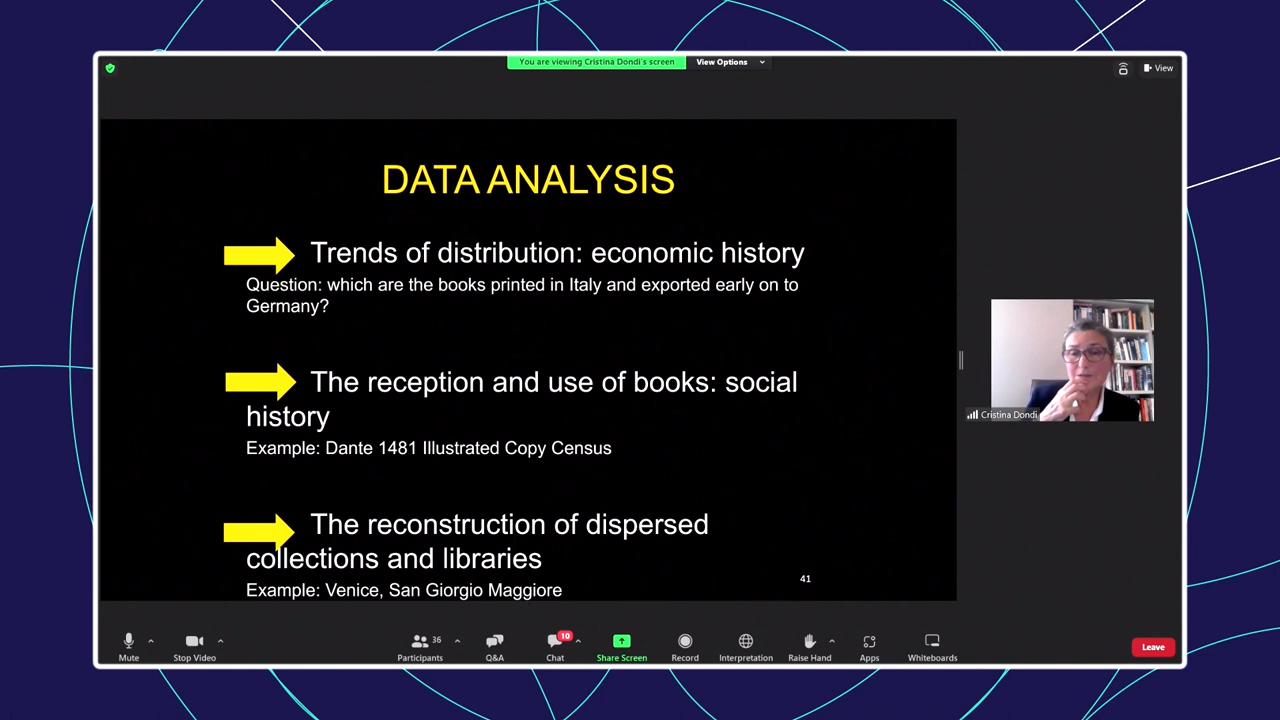 You are viewing Cristina Dondi's screen
View Options
View
DATA ANALYSIS
Trends of distribution: economic history
Question: which are the books printed in Italy and exported early on to
Germany?
The reception and use of books: social
history
Example: Dante 1481 Illustrated Copy Census
The reconstruction of dispersed
collections and libraries
Example: Venice, San Giorgio Maggiore
41
Cristina Dondi
Mute
Stop Video
36
Participants
Q&A
10
Chat
Share Screen
Record
Interpretation
Raise Hand
Apps
Whiteboards
Leave